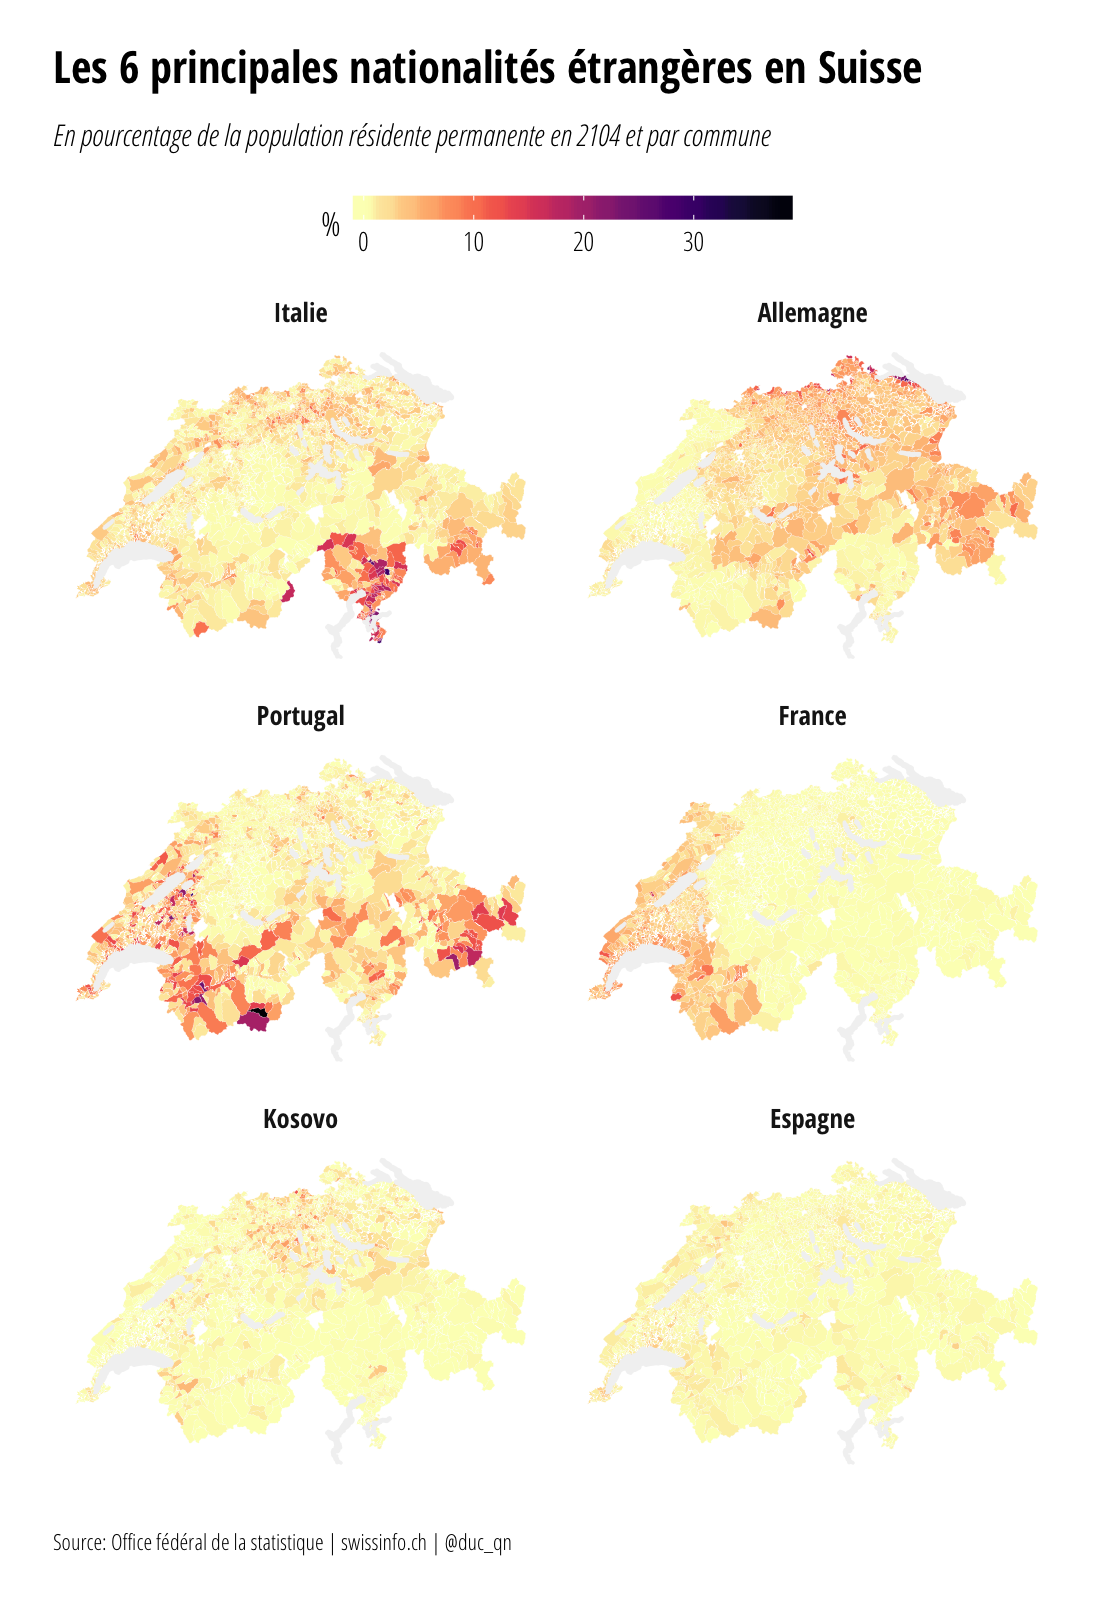 Les 6 principales nationalités étrangères en Suisse
En pourcentage de la population résidente permanente en 2104 et par commune
%
0 10 20 30
Italie
Allemagne
Portugal
France
Kosovo
Espagne
Source: Office fédéral de la statistique | swissinfo.ch | @duc_qn